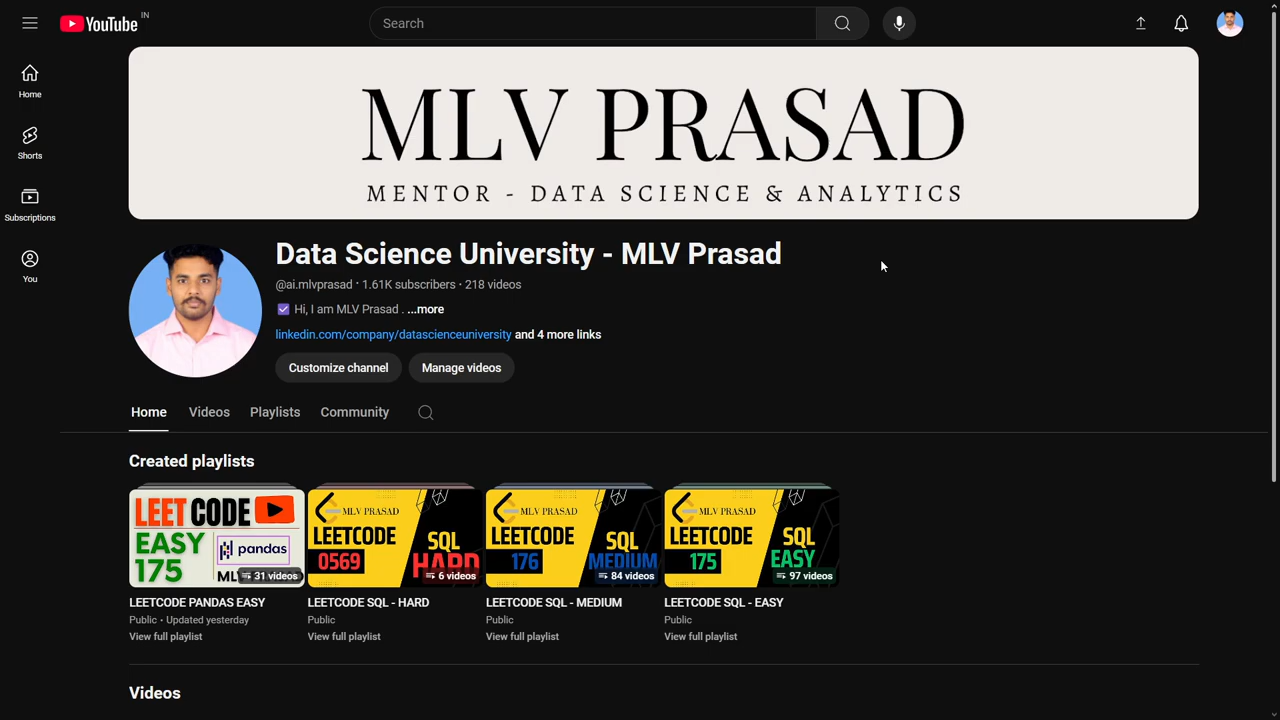 YouTube IN
Search
Home
Shorts
Subscriptions
You
MLV PRASAD
MENTOR - DATA SCIENCE & ANALYTICS
Data Science University - MLV Prasad
@ai.mlvprasad · 1.61K subscribers · 218 videos
Hi, I am MLV Prasad . ...more
linkedin.com/company/datascienceuniversity and 4 more links
Customize channel
Manage videos
Home
Videos
Playlists
Community
Created playlists
LEETCODE
EASY
175
pandas
31 videos
LEETCODE PANDAS EASY
Public · Updated yesterday
View full playlist
MLV PRASAD
LEETCODE
0569
SQL
HARD
6 videos
LEETCODE SQL - HARD
Public
View full playlist
MLV PRASAD
LEETCODE
176
SQL
MEDIUM
84 videos
LEETCODE SQL - MEDIUM
Public
View full playlist
MLV PRASAD
LEETCODE
175
SQL
EASY
97 videos
LEETCODE SQL - EASY
Public
View full playlist
Videos